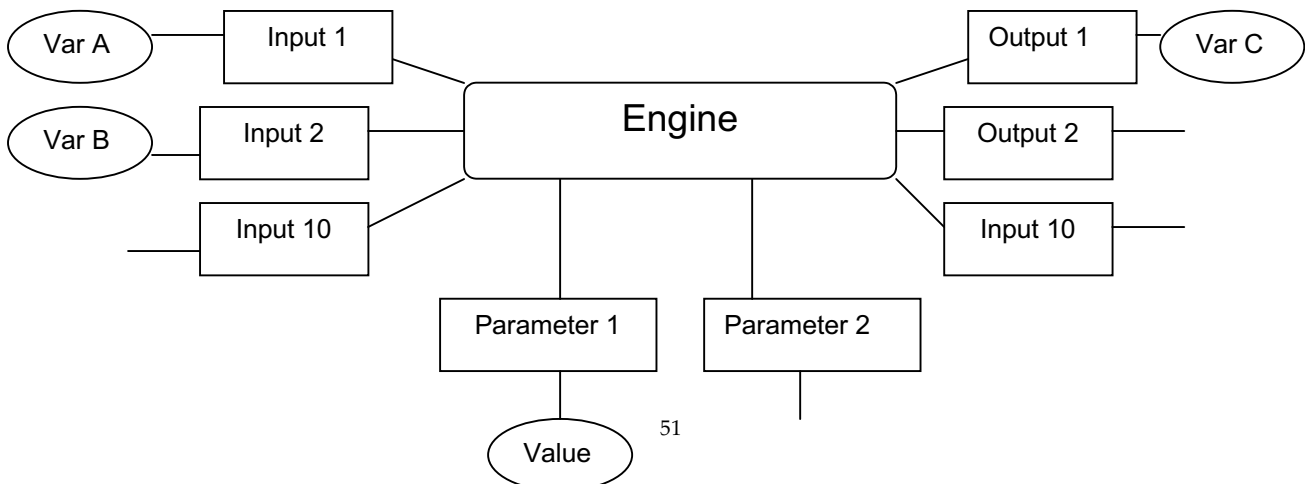 Var A
Input 1
Output 1
Var C
Engine
Var B
Input 2
Output 2
Input 10
Input 10
Parameter 1
Parameter 2
51
Value